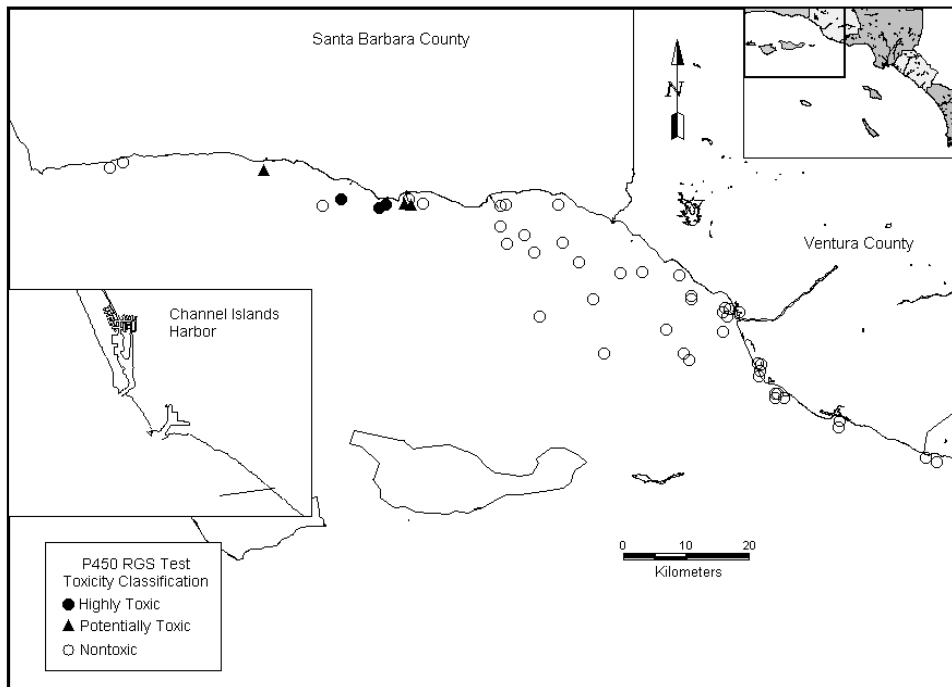 Santa Barbara County
N
Ventura County
Channel Islands
Harbor
0 10 20
Kilometers
P450 RGS Test
Toxicity Classification
Highly Toxic
Potentially Toxic
Nontoxic